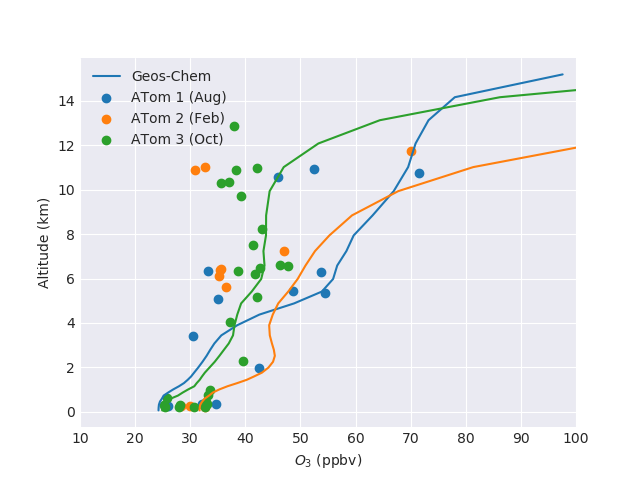 Geos-Chem
ATom 1 (Aug)
ATom 2 (Feb)
ATom 3 (Oct)
14
12
10
8
6
4
2
0
Altitude (km)
10 20 30 40 50 60 70 80 90 100
O3 (ppbv)